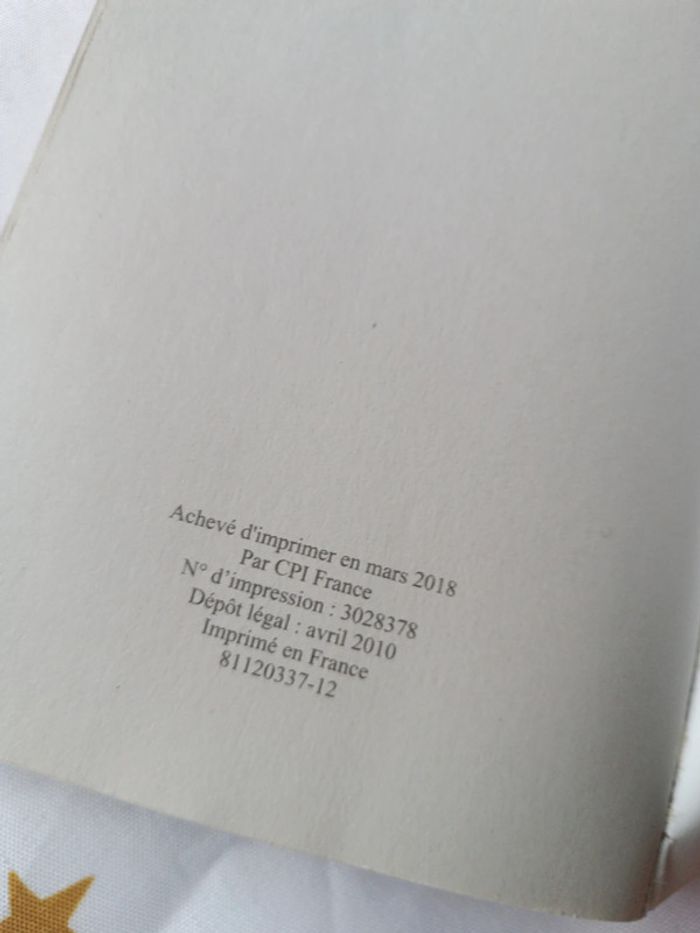 Achevé d'imprimer en mars 2018
Par CPI France
N° d’impression : 3028378
Dépôt légal : avril 2010
Imprimé en France
81120337-12